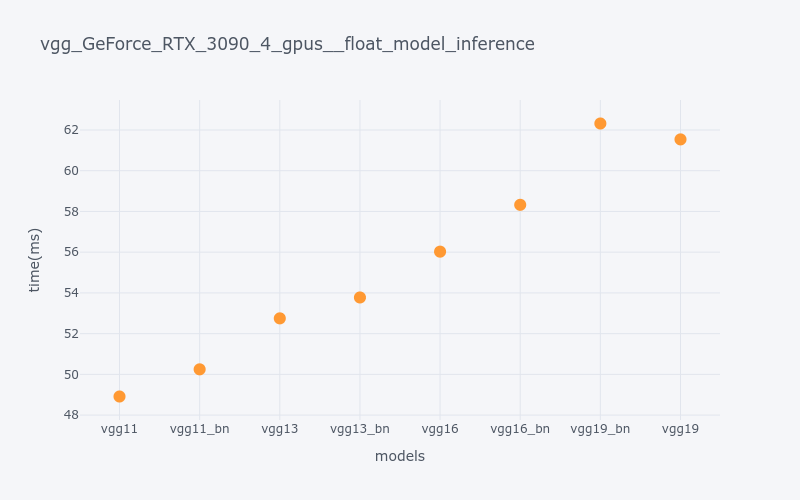 vgg_GeForce_RTX_3090_4_gpus__float_model_inference
62
60
58
56
54
52
50
48
time(ms)
vgg11 vgg11_bn vgg13 vgg13_bn vgg16 vgg16_bn vgg19_bn vgg19
models